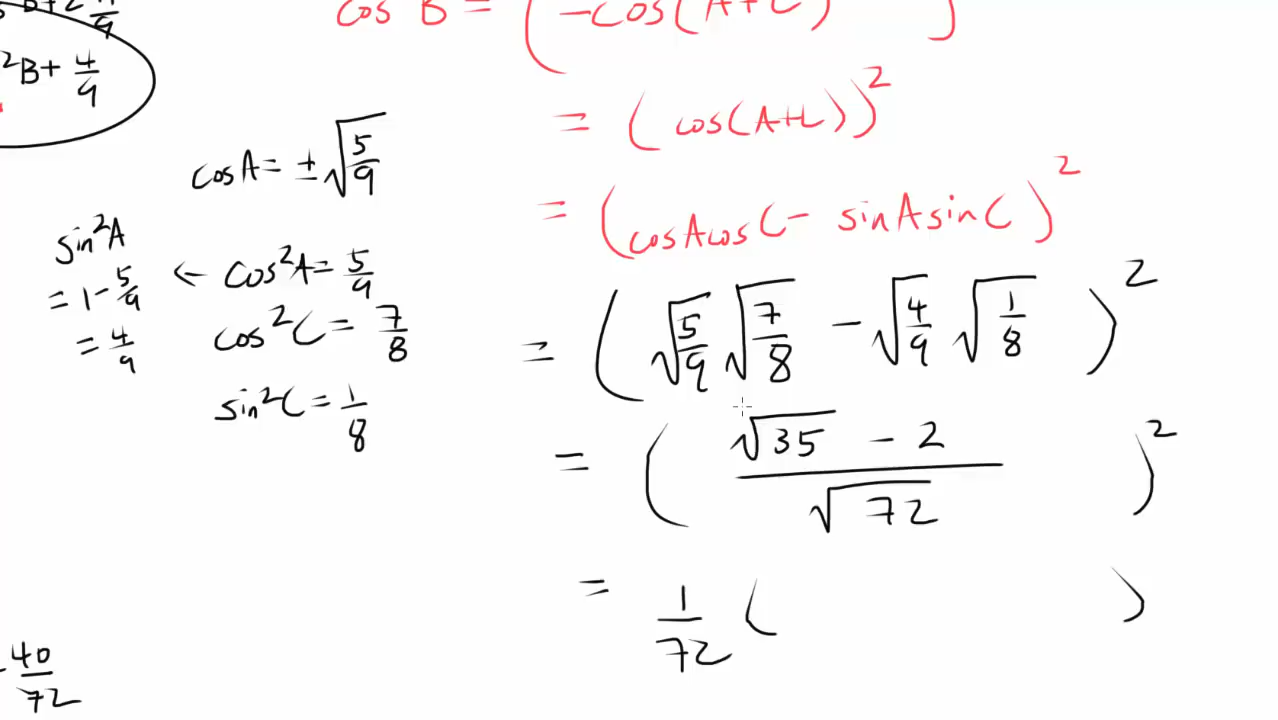 cos B = (-cos(A+C)
²B + 4/9
= (cos(A+C))²
cosA = ±√(5/9)
= (cosAcosC - sinAsinC)²
sin²A
= 1 - 5/9
= 4/9
← cos²A = 5/9
cos²C = 7/8
sin²C = 1/8
= (√(5/9) √(7/8) - √(4/9) √(1/8))²
= ((√35 - 2)/√72)²
= 1/72 ( )
40/72